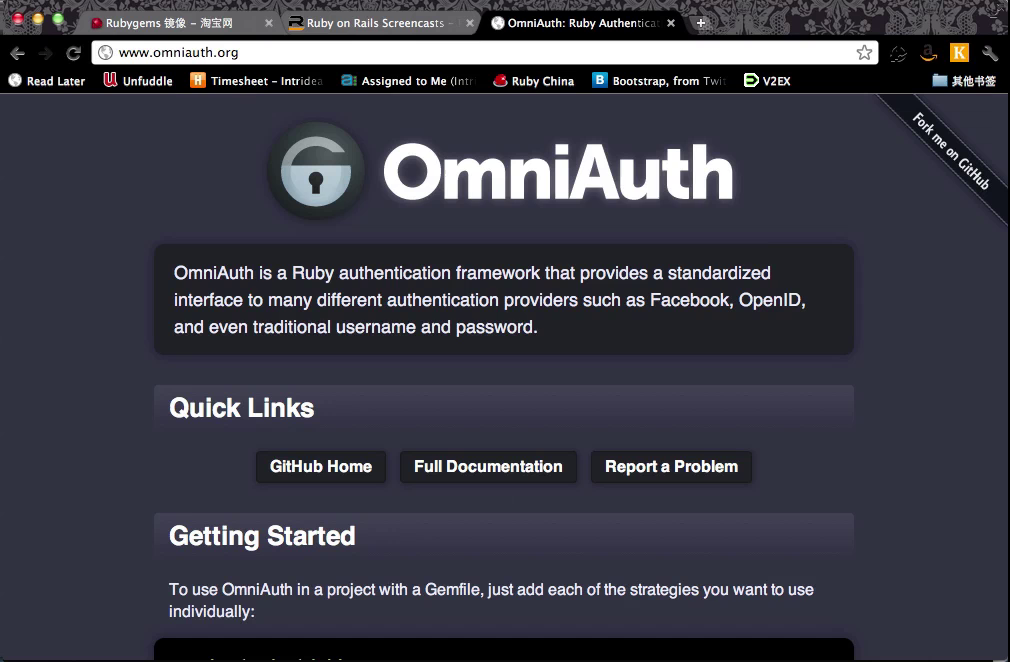 Rubygems 镜像 - 淘宝网
Ruby on Rails Screencasts -
OmniAuth: Ruby Authentica
www.omniauth.org
Read Later
Unfuddle
Timesheet – Intridea
Assigned to Me (Intr
Ruby China
Bootstrap, from Twit
V2EX
其他书签
Fork me on GitHub
OmniAuth
OmniAuth is a Ruby authentication framework that provides a standardized
interface to many different authentication providers such as Facebook, OpenID,
and even traditional username and password.
Quick Links
GitHub Home
Full Documentation
Report a Problem
Getting Started
To use OmniAuth in a project with a Gemfile, just add each of the strategies you want to use
individually: